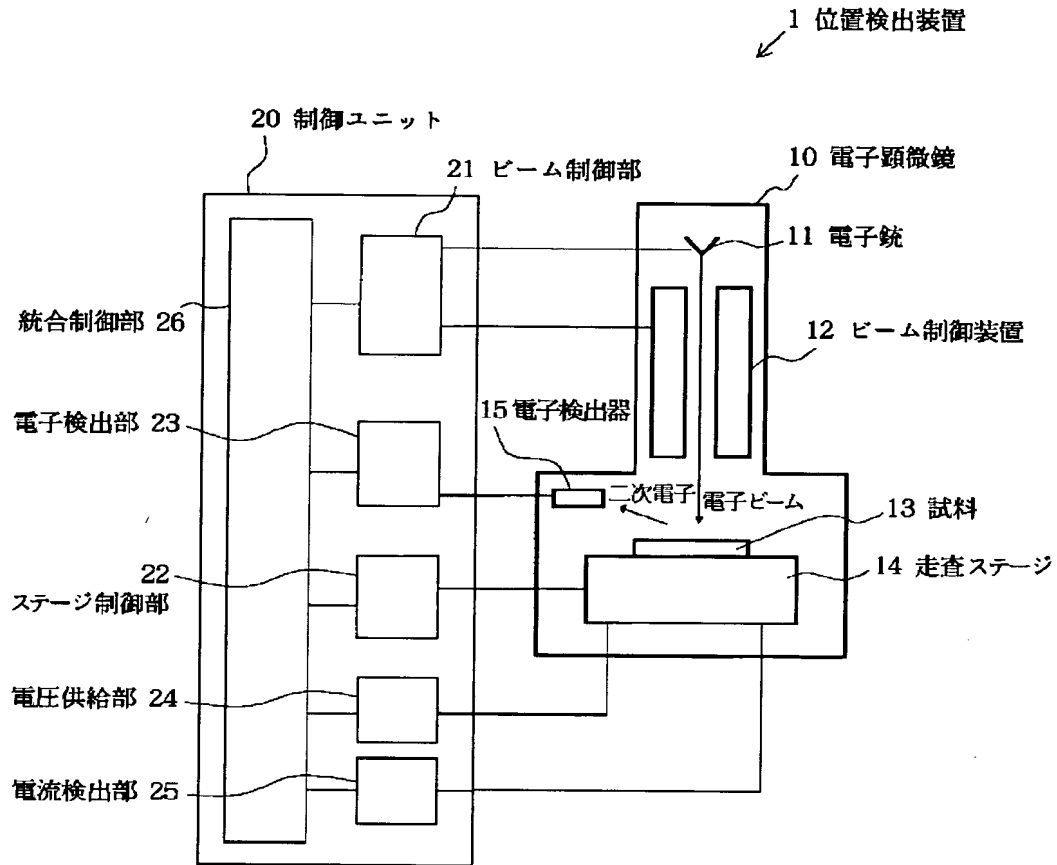 1 位置検出装置
20 制御ユニット
21 ビーム制御部
10 電子顕微鏡
11 電子銃
統合制御部 26
12 ビーム制御装置
電子検出部 23
15 電子検出器
二次電子
電子ビーム
13 試料
22
ステージ制御部
14 走査ステージ
電圧供給部 24
電流検出部 25